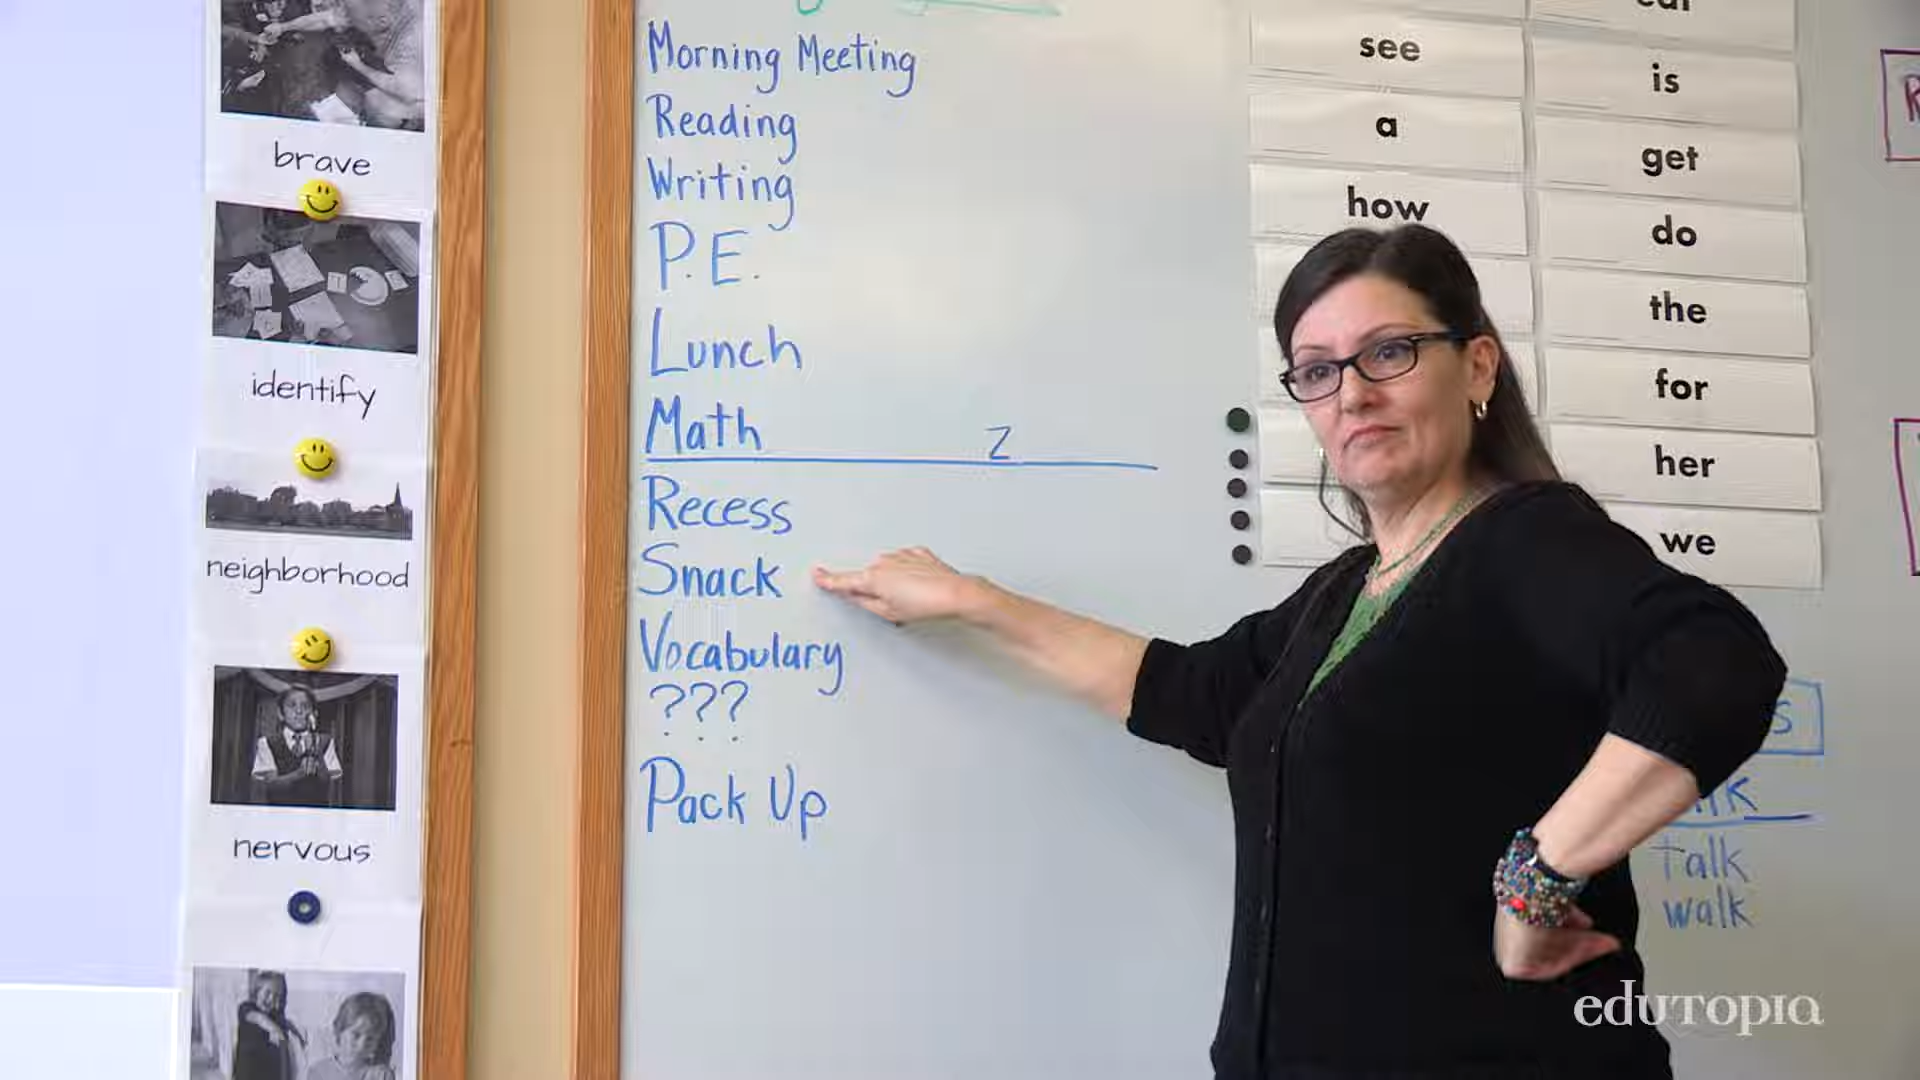 brave
identify
neighborhood
nervous
Morning Meeting
Reading
Writing
P.E.
Lunch
Math
Z
Recess
Snack
Vocabulary
???
Pack Up
see
a
how
is
get
do
the
for
her
we
Talk
walk
edUTOPIA